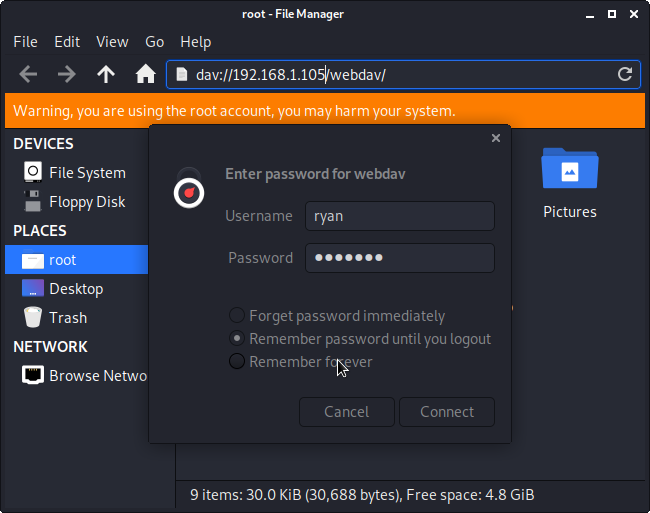 root - File Manager
File Edit View Go Help
dav://192.168.1.105/webdav/
Warning, you are using the root account, you may harm your system.
DEVICES
File System
Floppy Disk
PLACES
root
Desktop
Trash
NETWORK
Browse Netwo
Enter password for webdav
Username ryan
Password ●●●●●●●
Forget password immediately
Remember password until you logout
Remember forever
Cancel Connect
Pictures
9 items: 30.0 KiB (30,688 bytes), Free space: 4.8 GiB